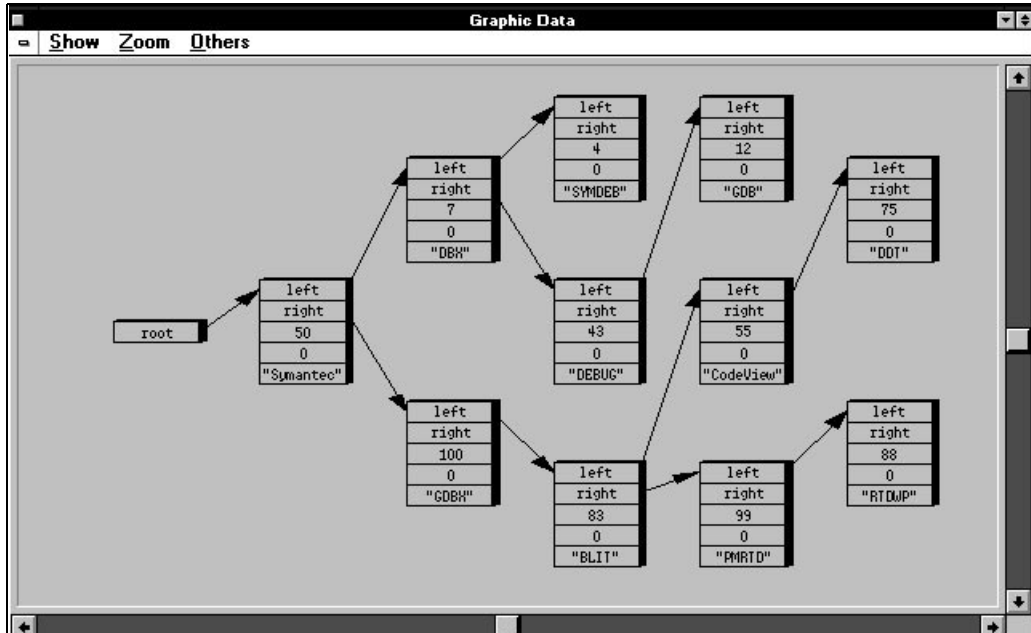 Graphic Data
Show Zoom Others
root
left
right
50
0
"Symantec"
left
right
7
0
"DBX"
left
right
100
0
"GDBX"
left
right
4
0
"SYMDEB"
left
right
43
0
"DEBUG"
left
right
83
0
"BLIT"
left
right
12
0
"GDB"
left
right
55
0
"CodeView"
left
right
99
0
"PMRTD"
left
right
75
0
"DDT"
left
right
88
0
"RTDWP"